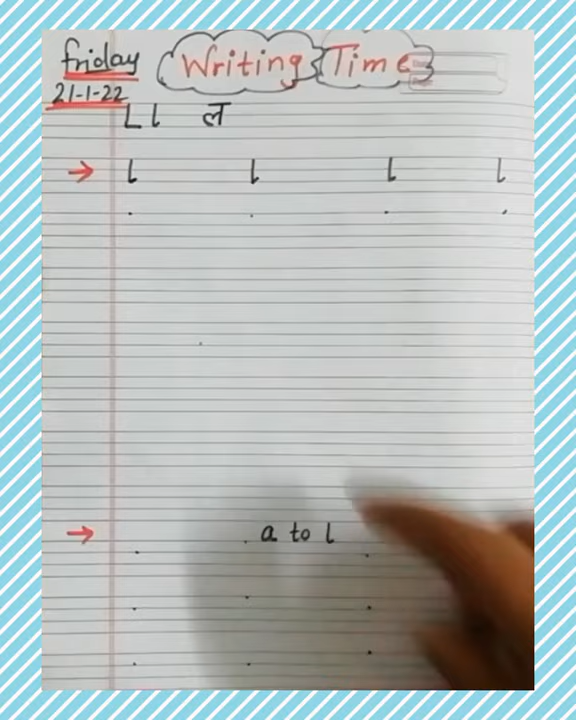 friday Writing Time
21-1-22
L l ल
→ l l l l
→ a to l